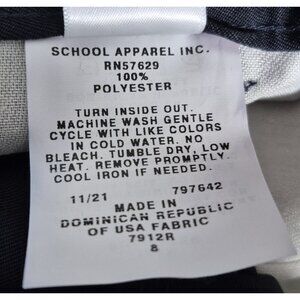 SCHOOL APPAREL INC.
RN57629
100%
POLYESTER
TURN INSIDE OUT.
MACHINE WASH GENTLE
CYCLE WITH LIKE COLORS
IN COLD WATER. NO
BLEACH. TUMBLE DRY, LOW
HEAT. REMOVE PROMPTLY.
COOL IRON IF NEEDED.
11/21 797642
MADE IN
DOMINICAN REPUBLIC
OF USA FABRIC
7912R
8